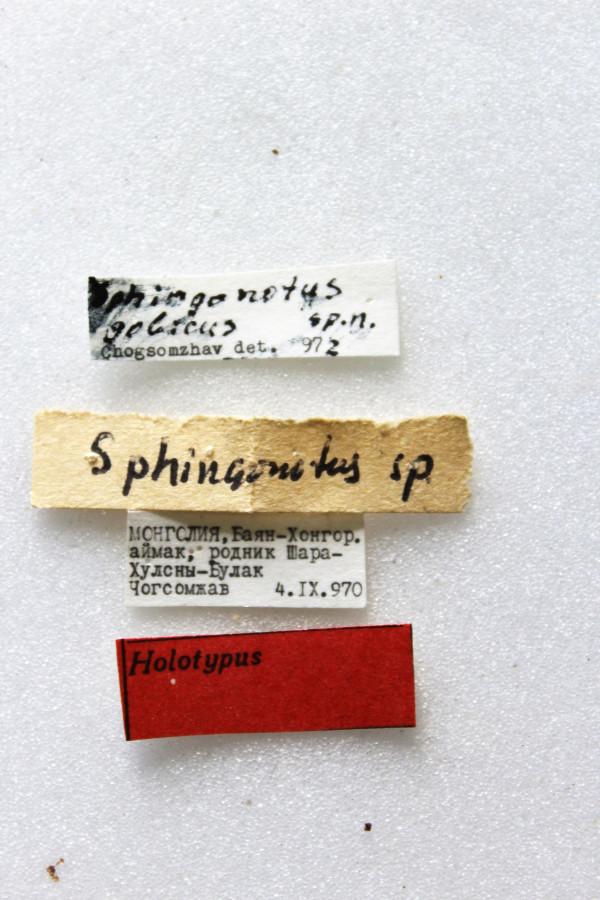 Sphingonotus
gobicus sp.n.
Chogsomzhav det. 972
Sphingonotus sp
МОНГОЛИЯ, Баян-Хонгор.
аймак, родник Шара-
Хулсны-Булак
Чогсомжав 4.IX.970
Holotypus